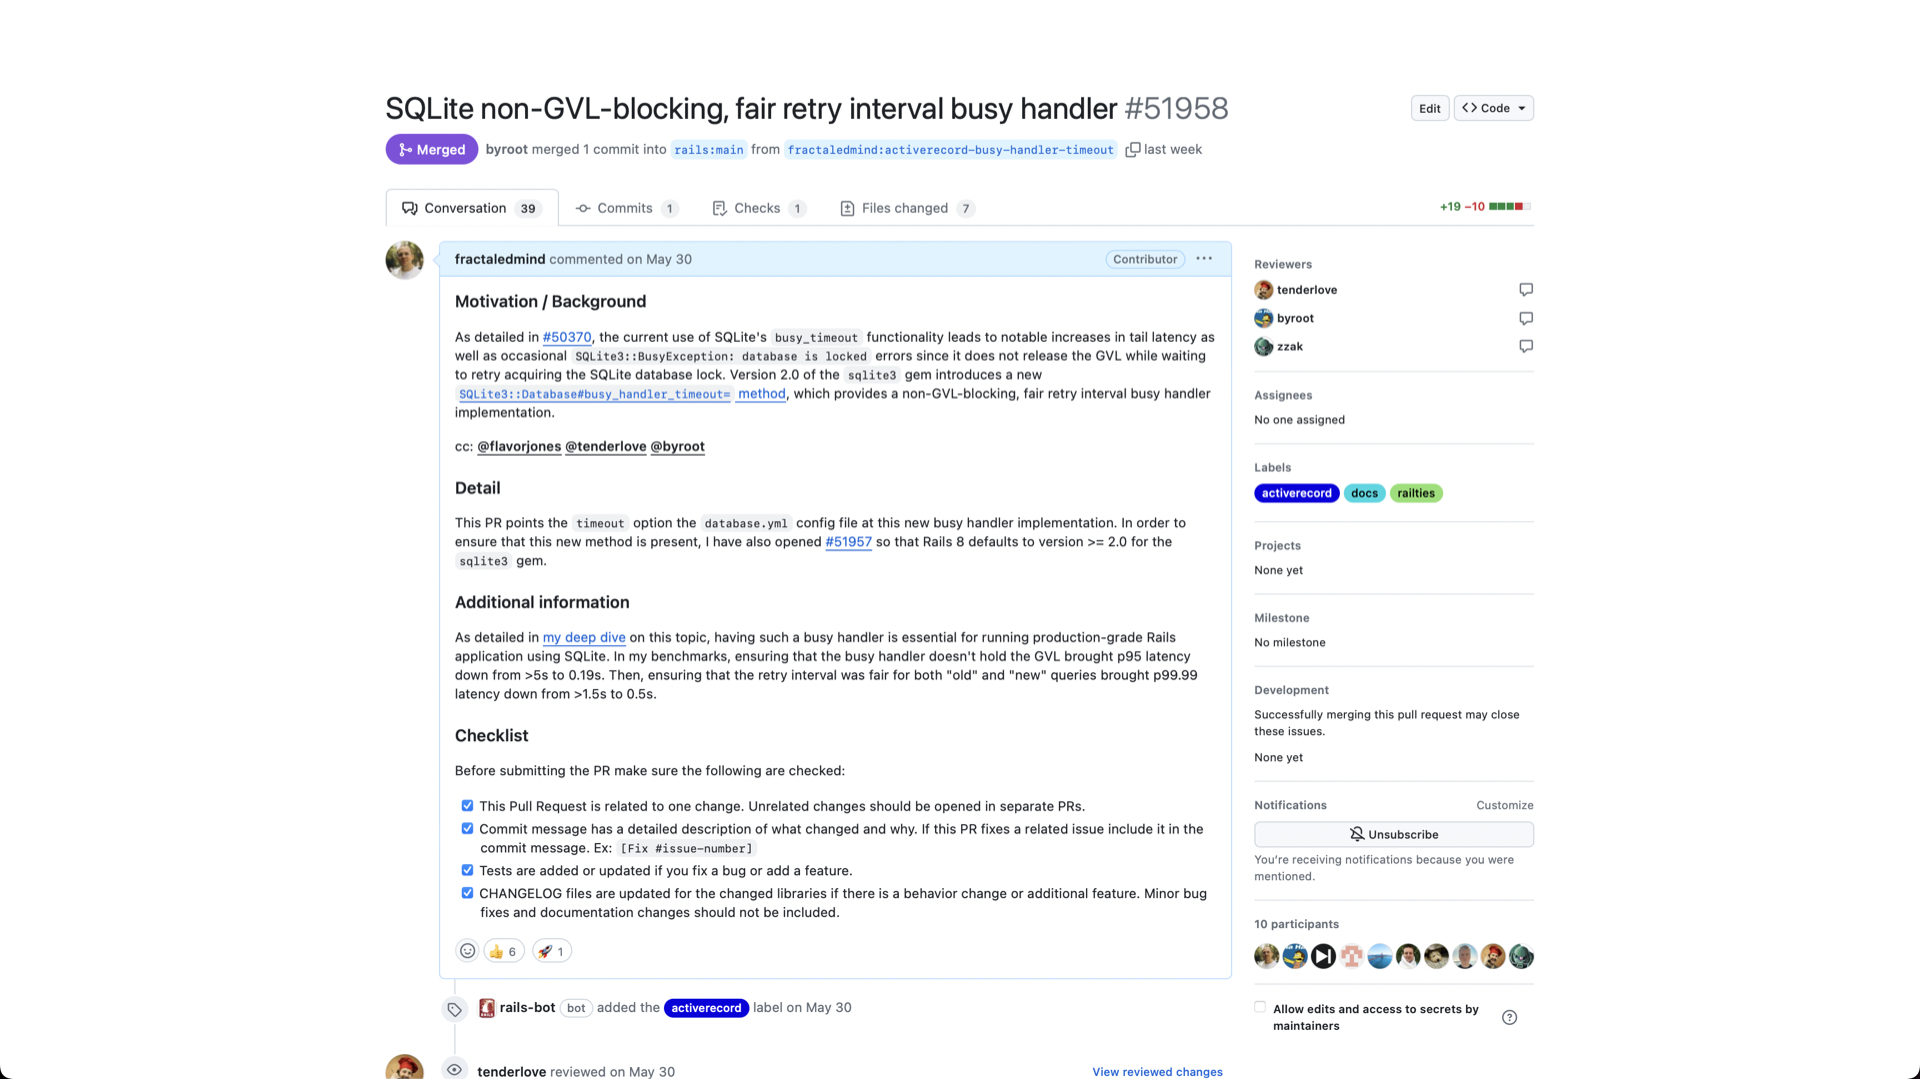 SQLite non-GVL-blocking, fair retry interval busy handler #51958
Edit
<> Code
Merged
byroot merged 1 commit into rails:main from fractaledmind:activerecord-busy-handler-timeout last week
Conversation 39
Commits 1
Checks 1
Files changed 7
+19 −10
fractaledmind commented on May 30
Contributor
Motivation / Background
As detailed in #50370, the current use of SQLite's busy_timeout functionality leads to notable increases in tail latency as
well as occasional SQLite3::BusyException: database is locked errors since it does not release the GVL while waiting
to retry acquiring the SQLite database lock. Version 2.0 of the sqlite3 gem introduces a new
SQLite3::Database#busy_handler_timeout= method, which provides a non-GVL-blocking, fair retry interval busy handler
implementation.
cc: @flavorjones @tenderlove @byroot
Detail
This PR points the timeout option the database.yml config file at this new busy handler implementation. In order to
ensure that this new method is present, I have also opened #51957 so that Rails 8 defaults to version >= 2.0 for the
sqlite3 gem.
Additional information
As detailed in my deep dive on this topic, having such a busy handler is essential for running production-grade Rails
application using SQLite. In my benchmarks, ensuring that the busy handler doesn't hold the GVL brought p95 latency
down from >5s to 0.19s. Then, ensuring that the retry interval was fair for both "old" and "new" queries brought p99.99
latency down from >1.5s to 0.5s.
Checklist
Before submitting the PR make sure the following are checked:
This Pull Request is related to one change. Unrelated changes should be opened in separate PRs.
Commit message has a detailed description of what changed and why. If this PR fixes a related issue include it in the
commit message. Ex: [Fix #issue-number]
Tests are added or updated if you fix a bug or add a feature.
CHANGELOG files are updated for the changed libraries if there is a behavior change or additional feature. Minor bug
fixes and documentation changes should not be included.
👍 6
🚀 1
rails-bot bot added the activerecord label on May 30
tenderlove reviewed on May 30
View reviewed changes
Reviewers
tenderlove
byroot
zzak
Assignees
No one assigned
Labels
activerecord docs railties
Projects
None yet
Milestone
No milestone
Development
Successfully merging this pull request may close
these issues.
None yet
Notifications
Customize
Unsubscribe
You're receiving notifications because you were
mentioned.
10 participants
Allow edits and access to secrets by
maintainers